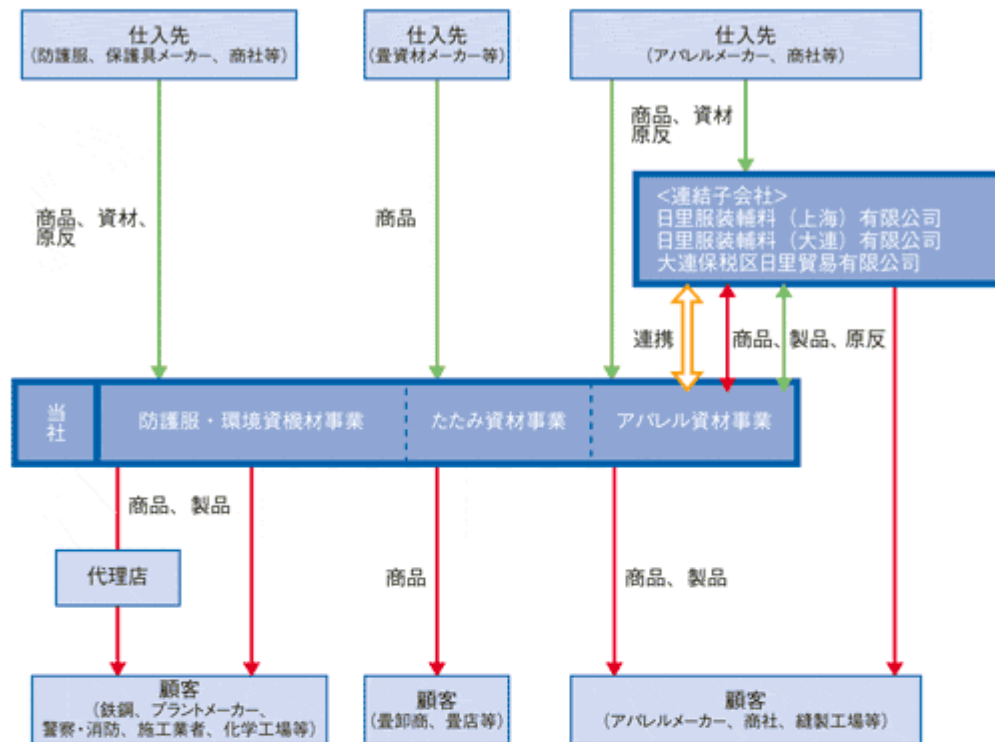 仕入先
(防護服、保護具メーカー、商社等)
仕入先
(畳資材メーカー等)
仕入先
(アパレルメーカー、商社等)
商品、資材、
原反
商品
商品、資材
原反
<連結子会社>
日里服装輔料(上海)有限公司
日里服装輔料(大連)有限公司
大連保税区日里貿易有限公司
連携
商品、製品、原反
当社
防護服・環境資機材事業
たたみ資材事業
アパレル資材事業
商品、製品
代理店
商品
商品、製品
顧客
(鉄鋼、プラントメーカー、
警察・消防、施工業者、化学工場等)
顧客
(畳卸商、畳店等)
顧客
(アパレルメーカー、商社、縫製工場等)